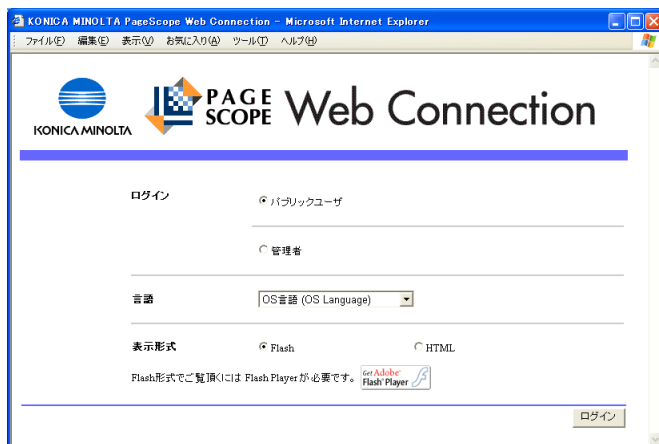 KONICA MINOLTA PageScope Web Connection - Microsoft Internet Explorer
ファイル(F) 編集(E) 表示(V) お気に入り(A) ツール(T) ヘルプ(H)
KONICA MINOLTA
PAGE SCOPE Web Connection
ログイン
パブリックユーザ
管理者
言語
OS言語 (OS Language)
表示形式
Flash
HTML
Flash形式でご覧頂くには Flash Playerが必要です。
Get Adobe Flash Player
ログイン